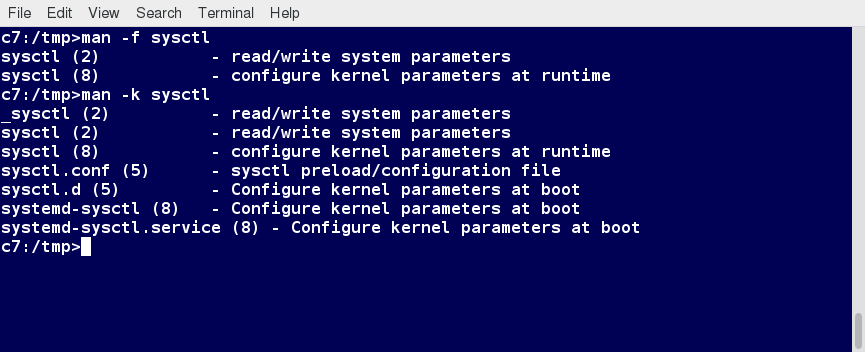 File Edit View Search Terminal Help
c7:/tmp>man -f sysctl
sysctl (2)           - read/write system parameters
sysctl (8)           - configure kernel parameters at runtime
c7:/tmp>man -k sysctl
_sysctl (2)          - read/write system parameters
sysctl (2)           - read/write system parameters
sysctl (8)           - configure kernel parameters at runtime
sysctl.conf (5)      - sysctl preload/configuration file
sysctl.d (5)         - Configure kernel parameters at boot
systemd-sysctl (8)   - Configure kernel parameters at boot
systemd-sysctl.service (8) - Configure kernel parameters at boot
c7:/tmp>